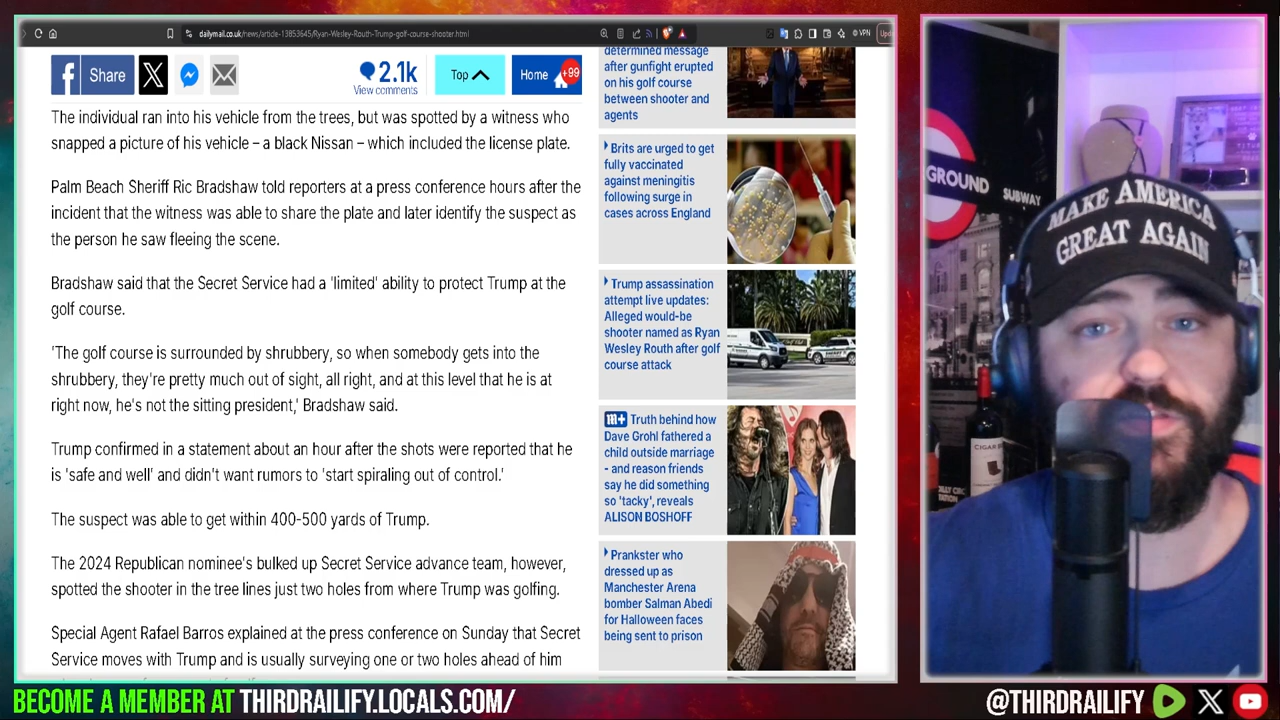 dailymail.co.uk/news/article-13853645/Ryan-Wesley-Routh-Trump-golf-course-shooter.html
VPN
Share
2.1k
View comments
Top
Home
+99
The individual ran into his vehicle from the trees, but was spotted by a witness who
snapped a picture of his vehicle – a black Nissan – which included the license plate.
Palm Beach Sheriff Ric Bradshaw told reporters at a press conference hours after the
incident that the witness was able to share the plate and later identify the suspect as
the person he saw fleeing the scene.
Bradshaw said that the Secret Service had a 'limited' ability to protect Trump at the
golf course.
'The golf course is surrounded by shrubbery, so when somebody gets into the
shrubbery, they're pretty much out of sight, all right, and at this level that he is at
right now, he's not the sitting president,' Bradshaw said.
Trump confirmed in a statement about an hour after the shots were reported that he
is 'safe and well' and didn't want rumors to 'start spiraling out of control.'
The suspect was able to get within 400-500 yards of Trump.
The 2024 Republican nominee's bulked up Secret Service advance team, however,
spotted the shooter in the tree lines just two holes from where Trump was golfing.
Special Agent Rafael Barros explained at the press conference on Sunday that Secret
Service moves with Trump and is usually surveying one or two holes ahead of him
determined message
after gunfight erupted
on his golf course
between shooter and
agents
Brits are urged to get
fully vaccinated
against meningitis
following surge in
cases across England
Trump assassination
attempt live updates:
Alleged would-be
shooter named as Ryan
Wesley Routh after golf
course attack
m+ Truth behind how
Dave Grohl fathered a
child outside marriage
- and reason friends
say he did something
so 'tacky', reveals
ALISON BOSHOFF
Prankster who
dressed up as
Manchester Arena
bomber Salman Abedi
for Halloween faces
being sent to prison
GROUND
SUBWAY
MAKE AMERICA
GREAT AGAIN
CIGAR
BECOME A MEMBER AT THIRDRAILIFY.LOCALS.COM/
@THIRDRAILIFY